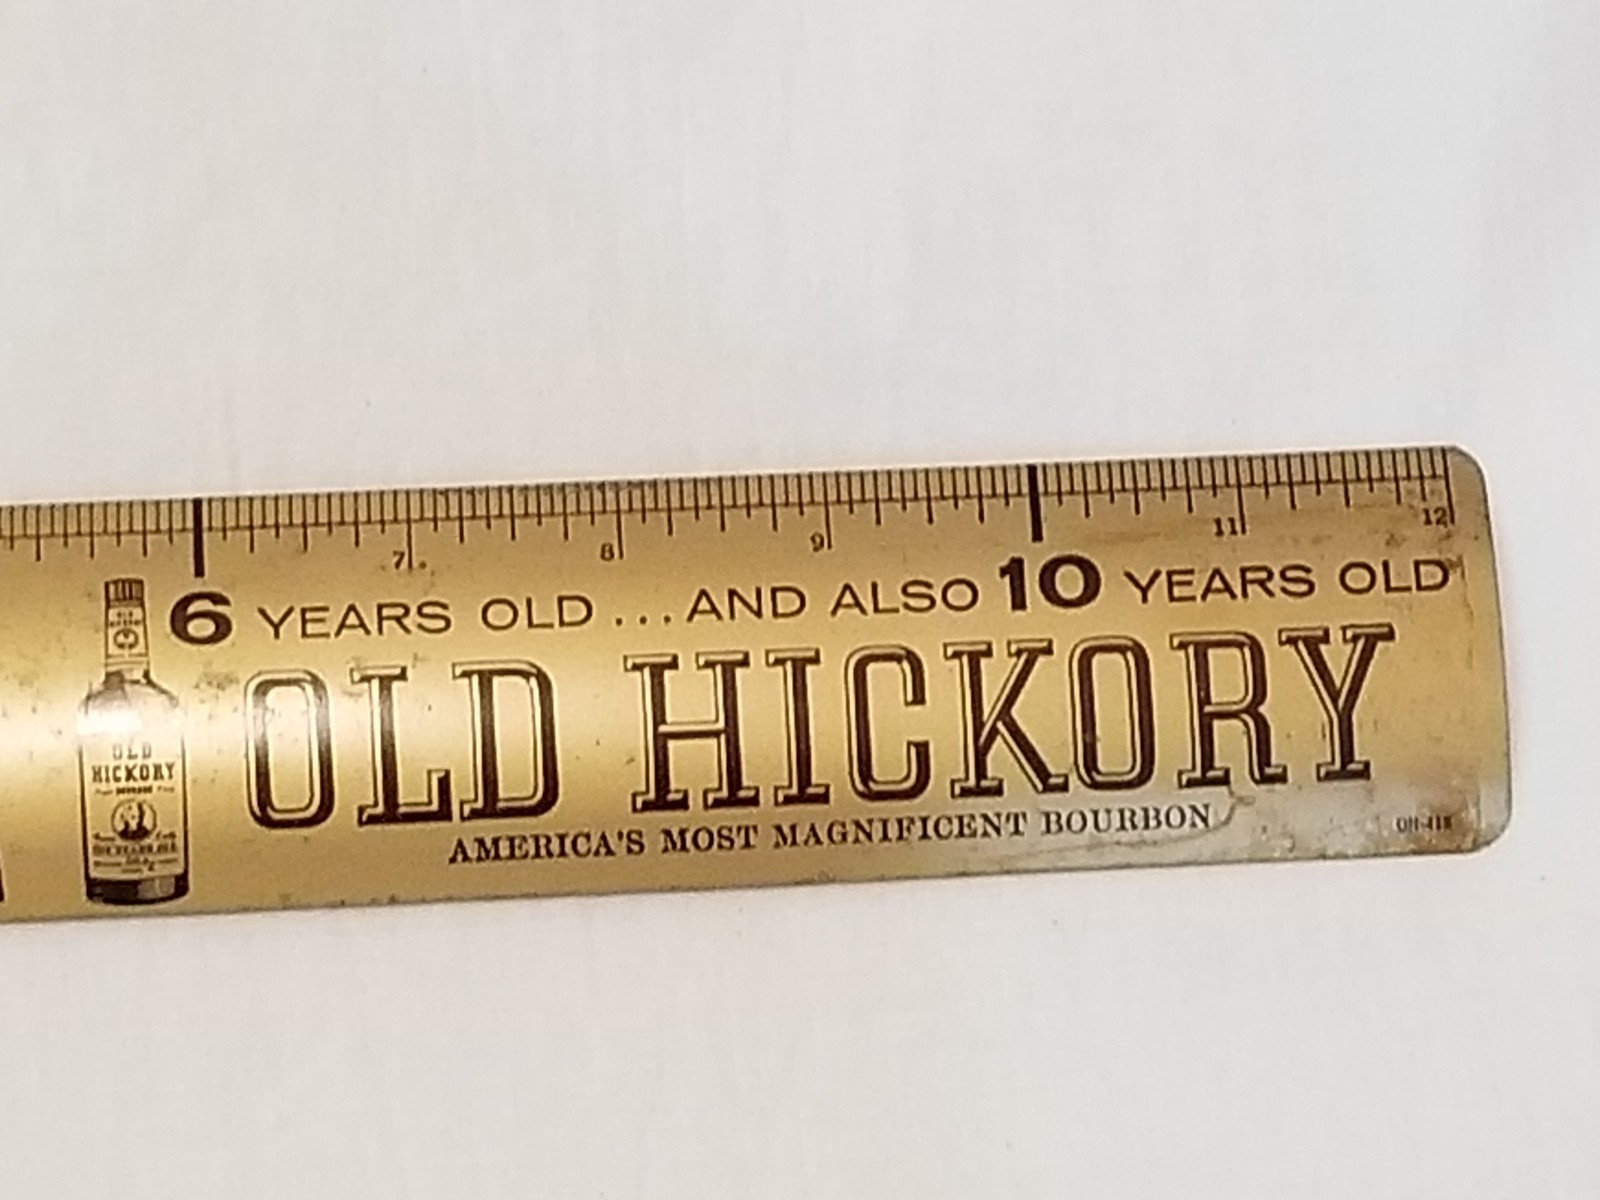 7 8 9 11 12
6 YEARS OLD ... AND ALSO 10 YEARS OLD
OLD HICKORY
AMERICA'S MOST MAGNIFICENT BOURBON
OLD
HICKORY